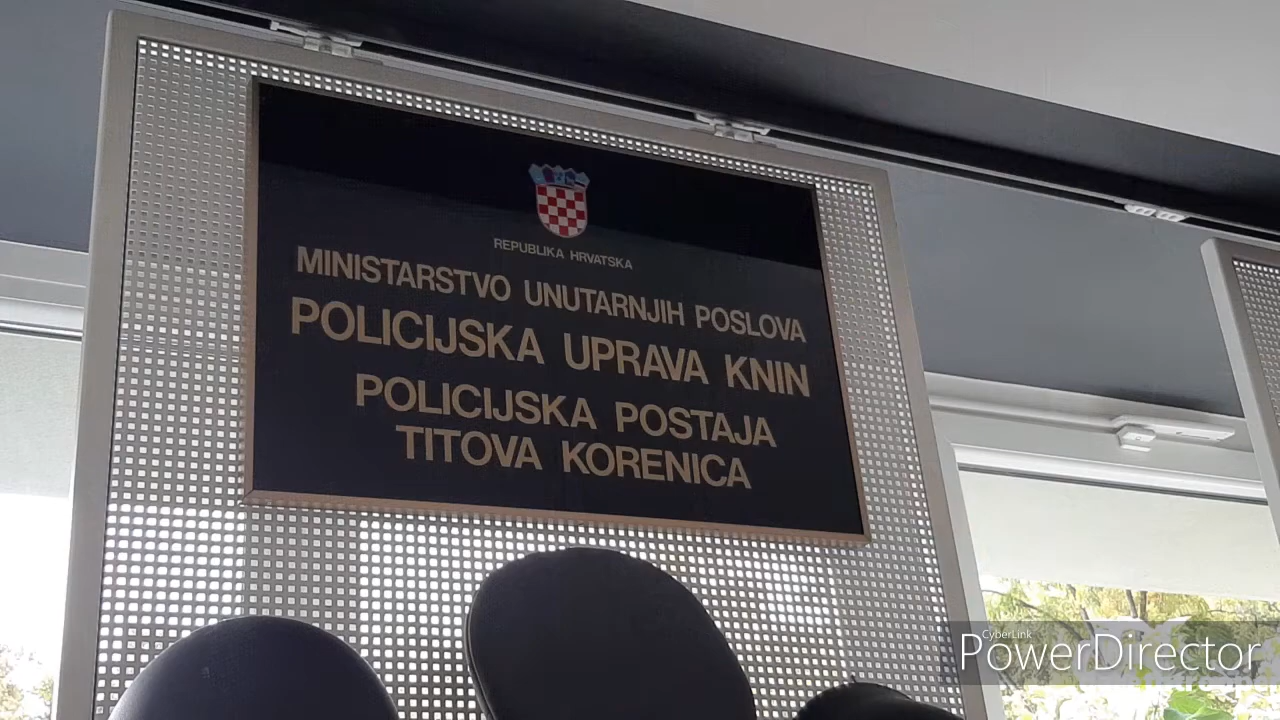 REPUBLIKA HRVATSKA
MINISTARSTVO UNUTARNJIH POSLOVA
POLICIJSKA UPRAVA KNIN
POLICIJSKA POSTAJA
TITOVA KORENICA
CyberLink
PowerDirector